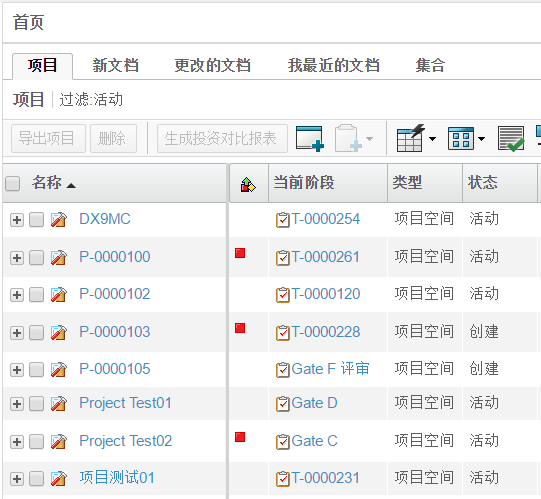 首页
项目 新文档 更改的文档 我最近的文档 集合
项目 过滤:活动
导出项目 删除 生成投资对比报表
名称 当前阶段 类型 状态
DX9MC T-0000254 项目空间 活动
P-0000100 T-0000261 项目空间 活动
P-0000102 T-0000120 项目空间 活动
P-0000103 T-0000228 项目空间 创建
P-0000105 Gate F 评审 项目空间 创建
Project Test01 Gate D 项目空间 活动
Project Test02 Gate C 项目空间 活动
项目测试01 T-0000231 项目空间 活动